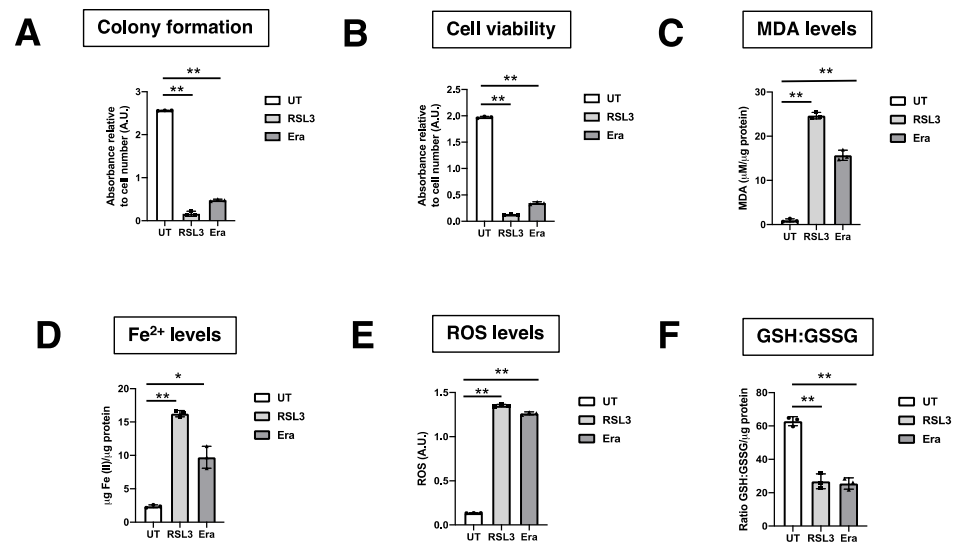 A
Colony formation
Absorbance relative
to cell number (A.U.)
3
2
1
0
**
**
UT
RSL3
Era
UT
RSL3
Era
B
Cell viability
Absorbance relative
to cell number (A.U.)
2.5
2.0
1.5
1.0
0.5
0.0
**
**
UT
RSL3
Era
UT
RSL3
Era
C
MDA levels
MDA (µM/µg protein)
30
20
10
0
**
**
UT
RSL3
Era
UT
RSL3
Era
D
Fe²⁺ levels
µg Fe (II)/µg protein
20
15
10
5
0
*
**
UT
RSL3
Era
UT
RSL3
Era
E
ROS levels
ROS (A.U.)
1.5
1.0
0.5
0.0
**
**
UT
RSL3
Era
UT
RSL3
Era
F
GSH:GSSG
Ratio GSH:GSSG/µg protein
80
60
40
20
0
**
**
UT
RSL3
Era
UT
RSL3
Era